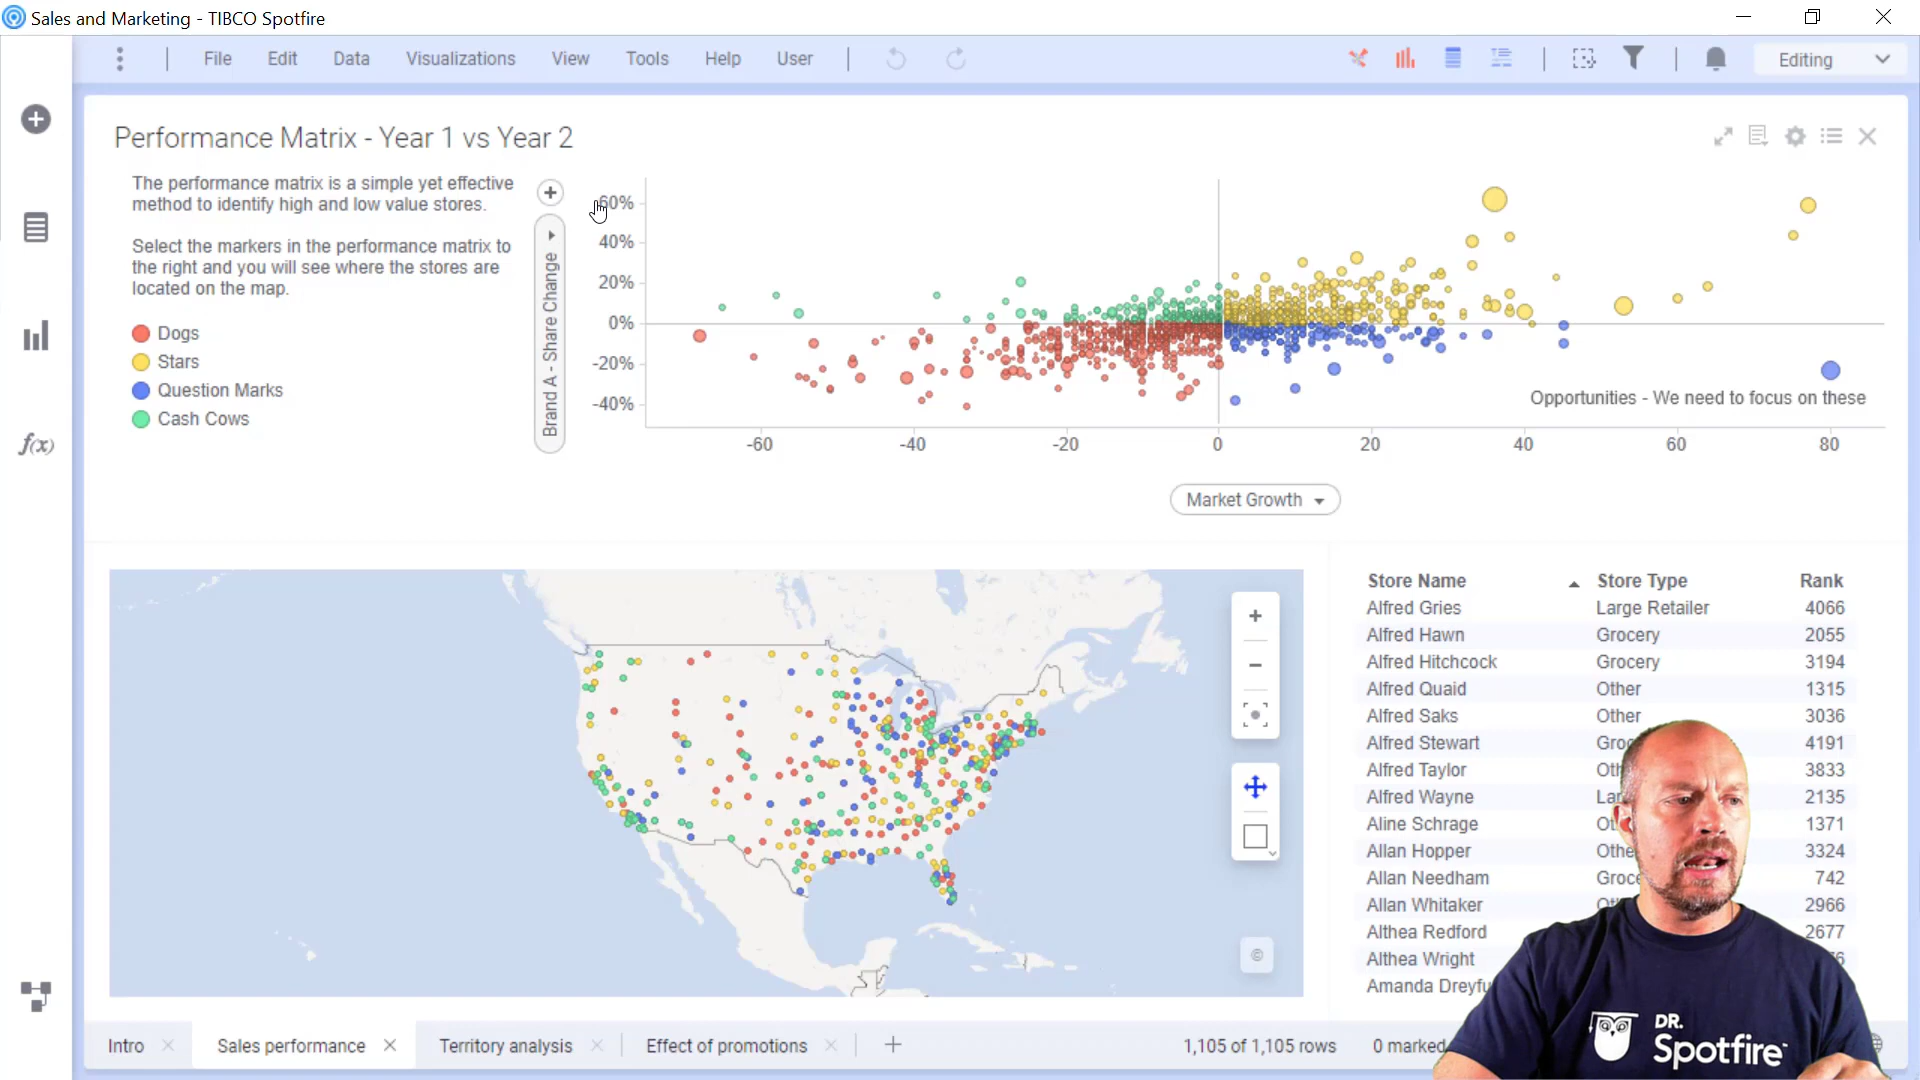 Sales and Marketing - TIBCO Spotfire
File Edit Data Visualizations View Tools Help User
Editing
Performance Matrix - Year 1 vs Year 2
The performance matrix is a simple yet effective
method to identify high and low value stores.
Select the markers in the performance matrix to
the right and you will see where the stores are
located on the map.
Dogs
Stars
Question Marks
Cash Cows
Brand A - Share Change
60%
40%
20%
0%
-20%
-40%
Opportunities - We need to focus on these
-60 -40 -20 0 20 40 60 80
Market Growth
Store Name Store Type Rank
Alfred Gries Large Retailer 4066
Alfred Hawn Grocery 2055
Alfred Hitchcock Grocery 3194
Alfred Quaid Other 1315
Alfred Saks Other 3036
Alfred Stewart 4191
Alfred Taylor 3833
Alfred Wayne 2135
Aline Schrage 1371
Allan Hopper 3324
Allan Needham 742
Allan Whitaker 2966
Althea Redford 2677
Althea Wright
Amanda
f(x)
©
DR.
Spotfire
Intro Sales performance Territory analysis Effect of promotions
1,105 of 1,105 rows 0 marked